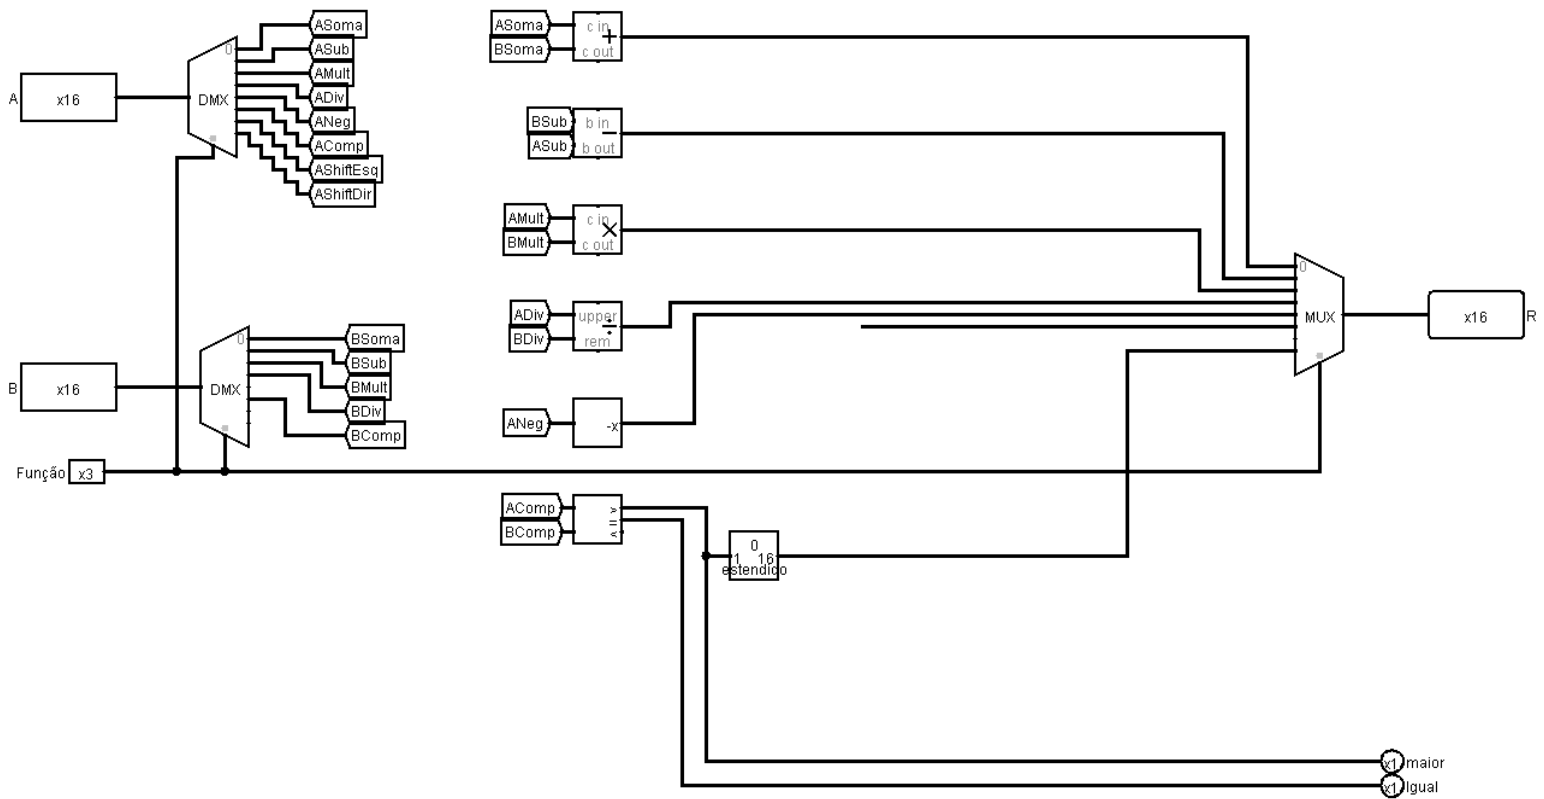 A
x16
DMX
0
ASoma
ASub
AMult
ADiv
ANeg
AComp
AShiftEsq
AShiftDir
B
x16
DMX
0
BSoma
BSub
BMult
BDiv
BComp
Função
x3
ASoma
BSoma
c in
+
c out
BSub
ASub
b in
−
b out
AMult
BMult
c in
×
c out
ADiv
BDiv
upper
÷
rem
ANeg
-x
AComp
BComp
>
=
<
0
1 16
estendido
0
MUX
x16
R
x1 maior
x1 Igual